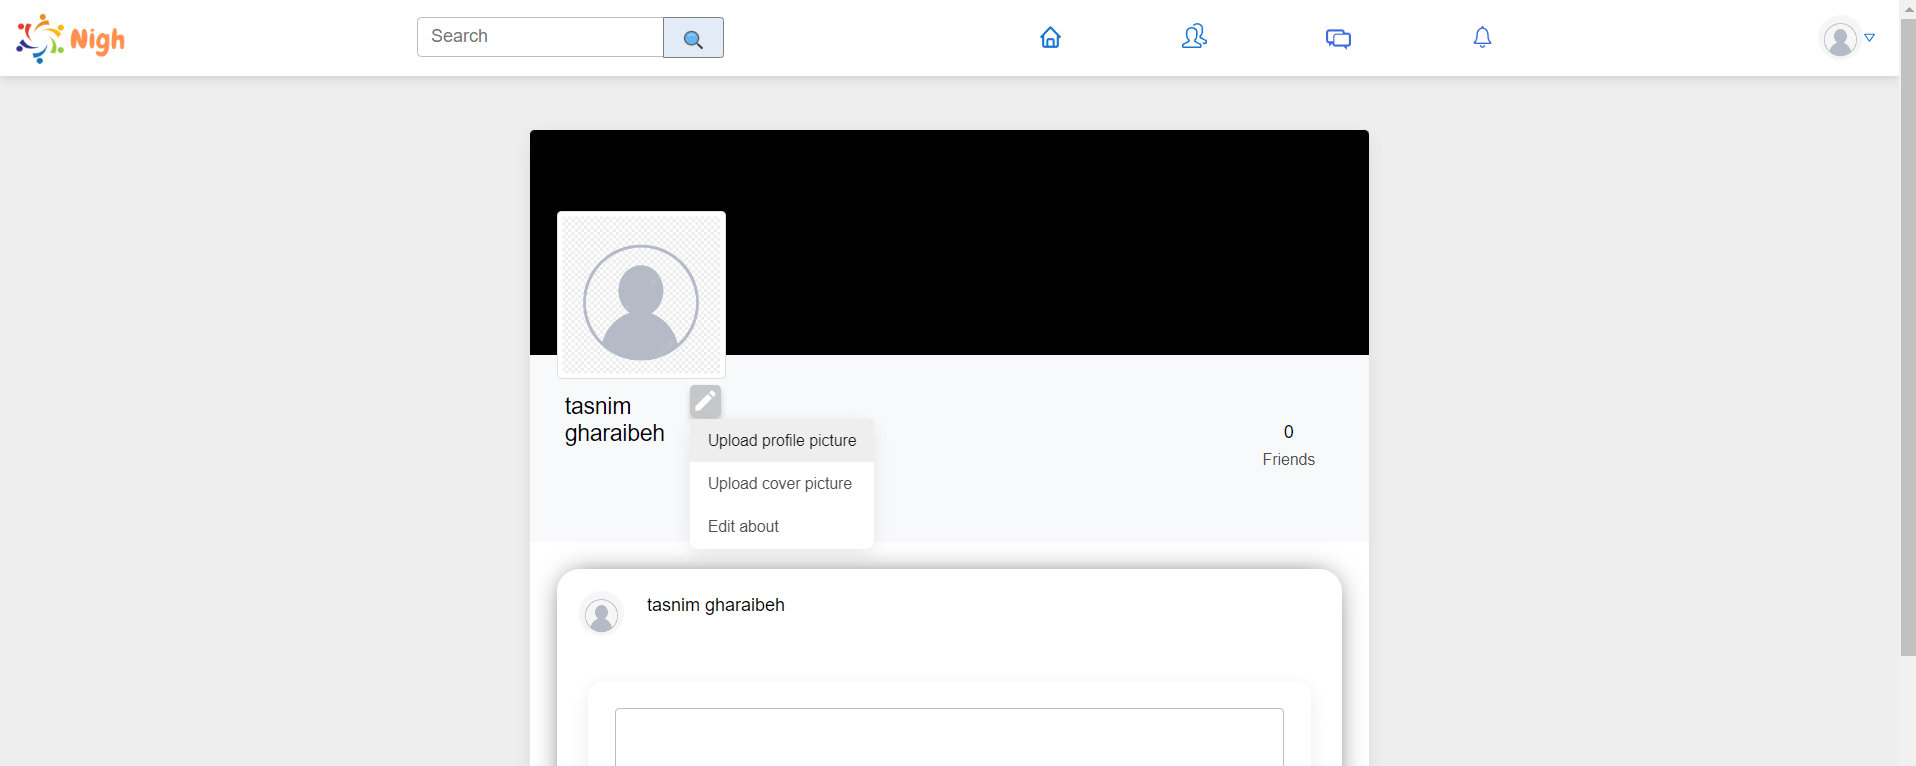 Nigh
Search
tasnim
gharaibeh
Upload profile picture
Upload cover picture
Edit about
0
Friends
tasnim gharaibeh